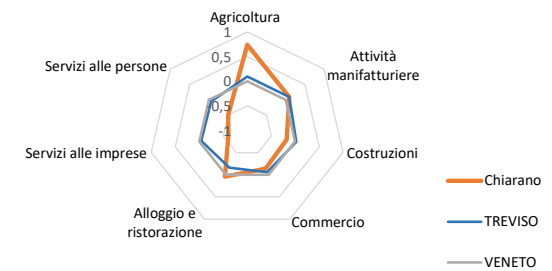 Agricoltura
1
0,5
0
-0,5
-1
Attività
manifatturiere
Costruzioni
Commercio
Alloggio e
ristorazione
Servizi alle imprese
Servizi alle persone
Chiarano
TREVISO
VENETO